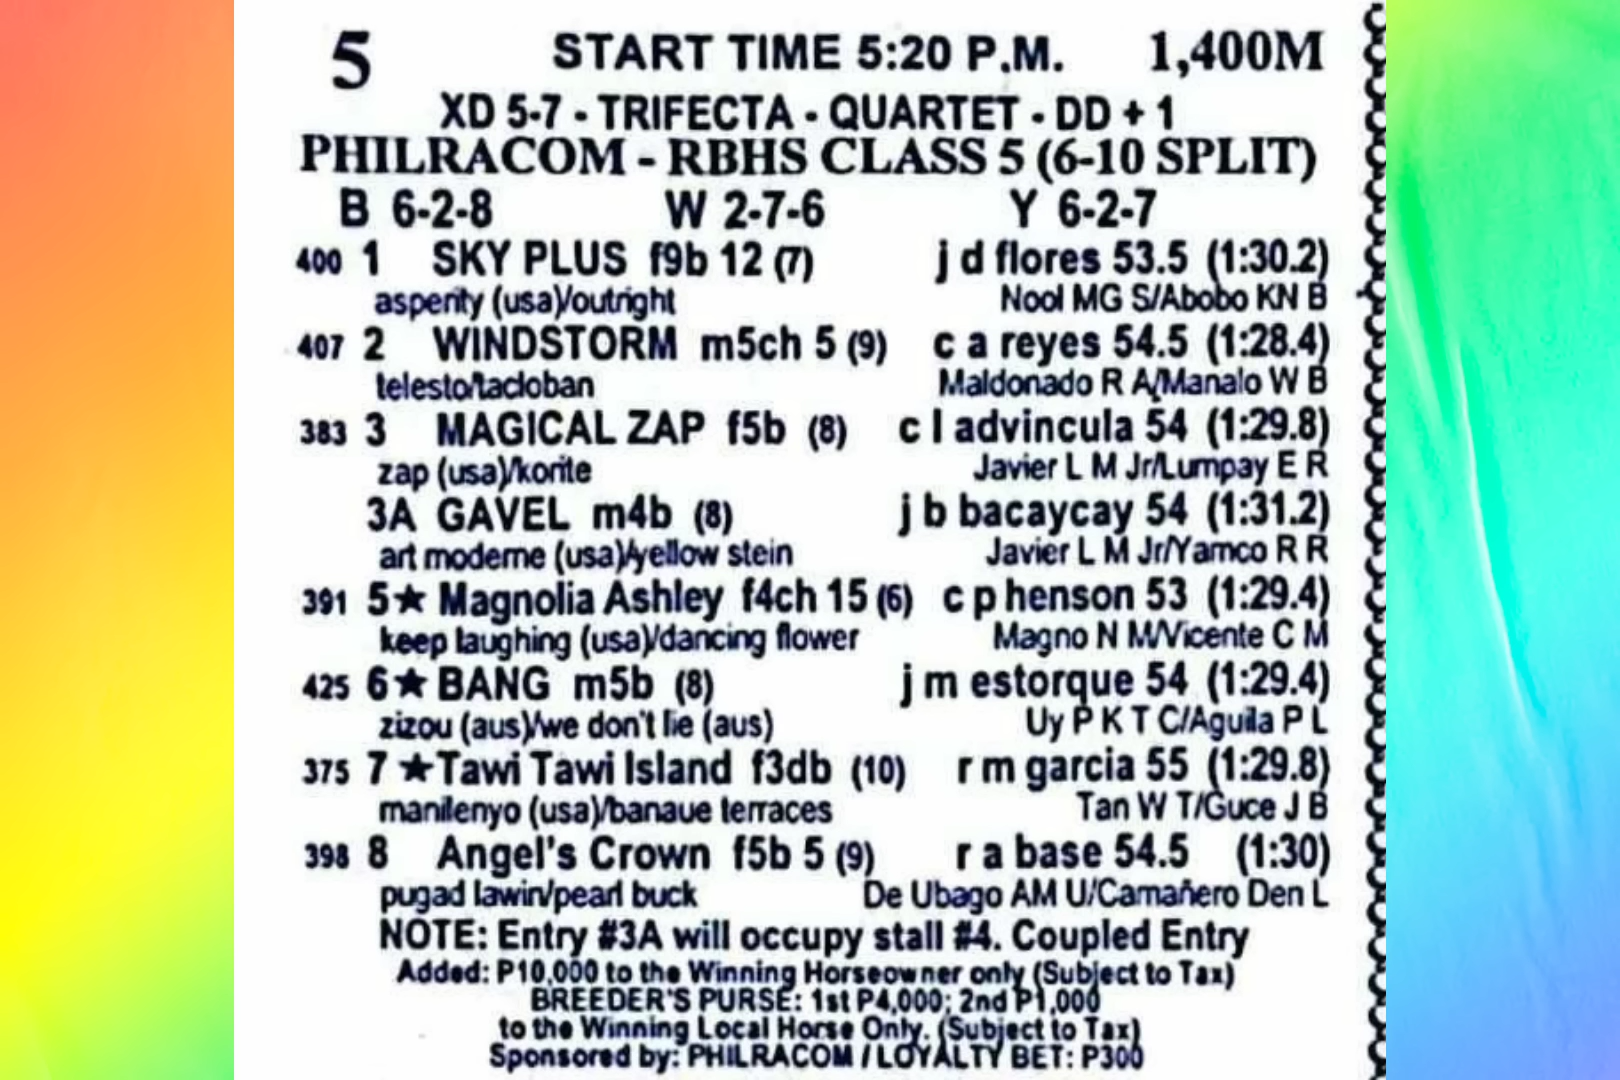 5 START TIME 5:20 P.M. 1,400M
XD 5-7 - TRIFECTA - QUARTET - DD + 1
PHILRACOM - RBHS CLASS 5 (6-10 SPLIT)
B 6-2-8 W 2-7-6 Y 6-2-7
400 1 SKY PLUS f9b 12 (7) j d flores 53.5 (1:30.2)
asperity (usa)/outright Nool MG S/Abobo KN B
407 2 WINDSTORM m5ch 5 (9) c a reyes 54.5 (1:28.4)
telesto/tacloban Maldonado R A/Manalo W B
383 3 MAGICAL ZAP f5b (8) c l advincula 54 (1:29.8)
zap (usa)/korite Javier L M Jr/Lumpay E R
3A GAVEL m4b (8) j b bacaycay 54 (1:31.2)
art moderne (usa)/yellow stein Javier L M Jr/Yamco R R
391 5★ Magnolia Ashley f4ch 15 (6) c p henson 53 (1:29.4)
keep laughing (usa)/dancing flower Magno N M/Vicente C M
425 6★ BANG m5b (8) j m estorque 54 (1:29.4)
zizou (aus)/we don't lie (aus) Uy P K T C/Aguila P L
375 7 ★Tawi Tawi Island f3db (10) r m garcia 55 (1:29.8)
manilenyo (usa)/banaue terraces Tan W T/Guce J B
398 8 Angel's Crown f5b 5 (9) r a base 54.5 (1:30)
pugad lawin/pearl buck De Ubago AM U/Camañero Den L
NOTE: Entry #3A will occupy stall #4. Coupled Entry
Added: P10,000 to the Winning Horseowner only (Subject to Tax)
BREEDER'S PURSE: 1st P4,000; 2nd P1,000
to the Winning Local Horse Only. (Subject to Tax)
Sponsored by: PHILRACOM / LOYALTY BET: P300